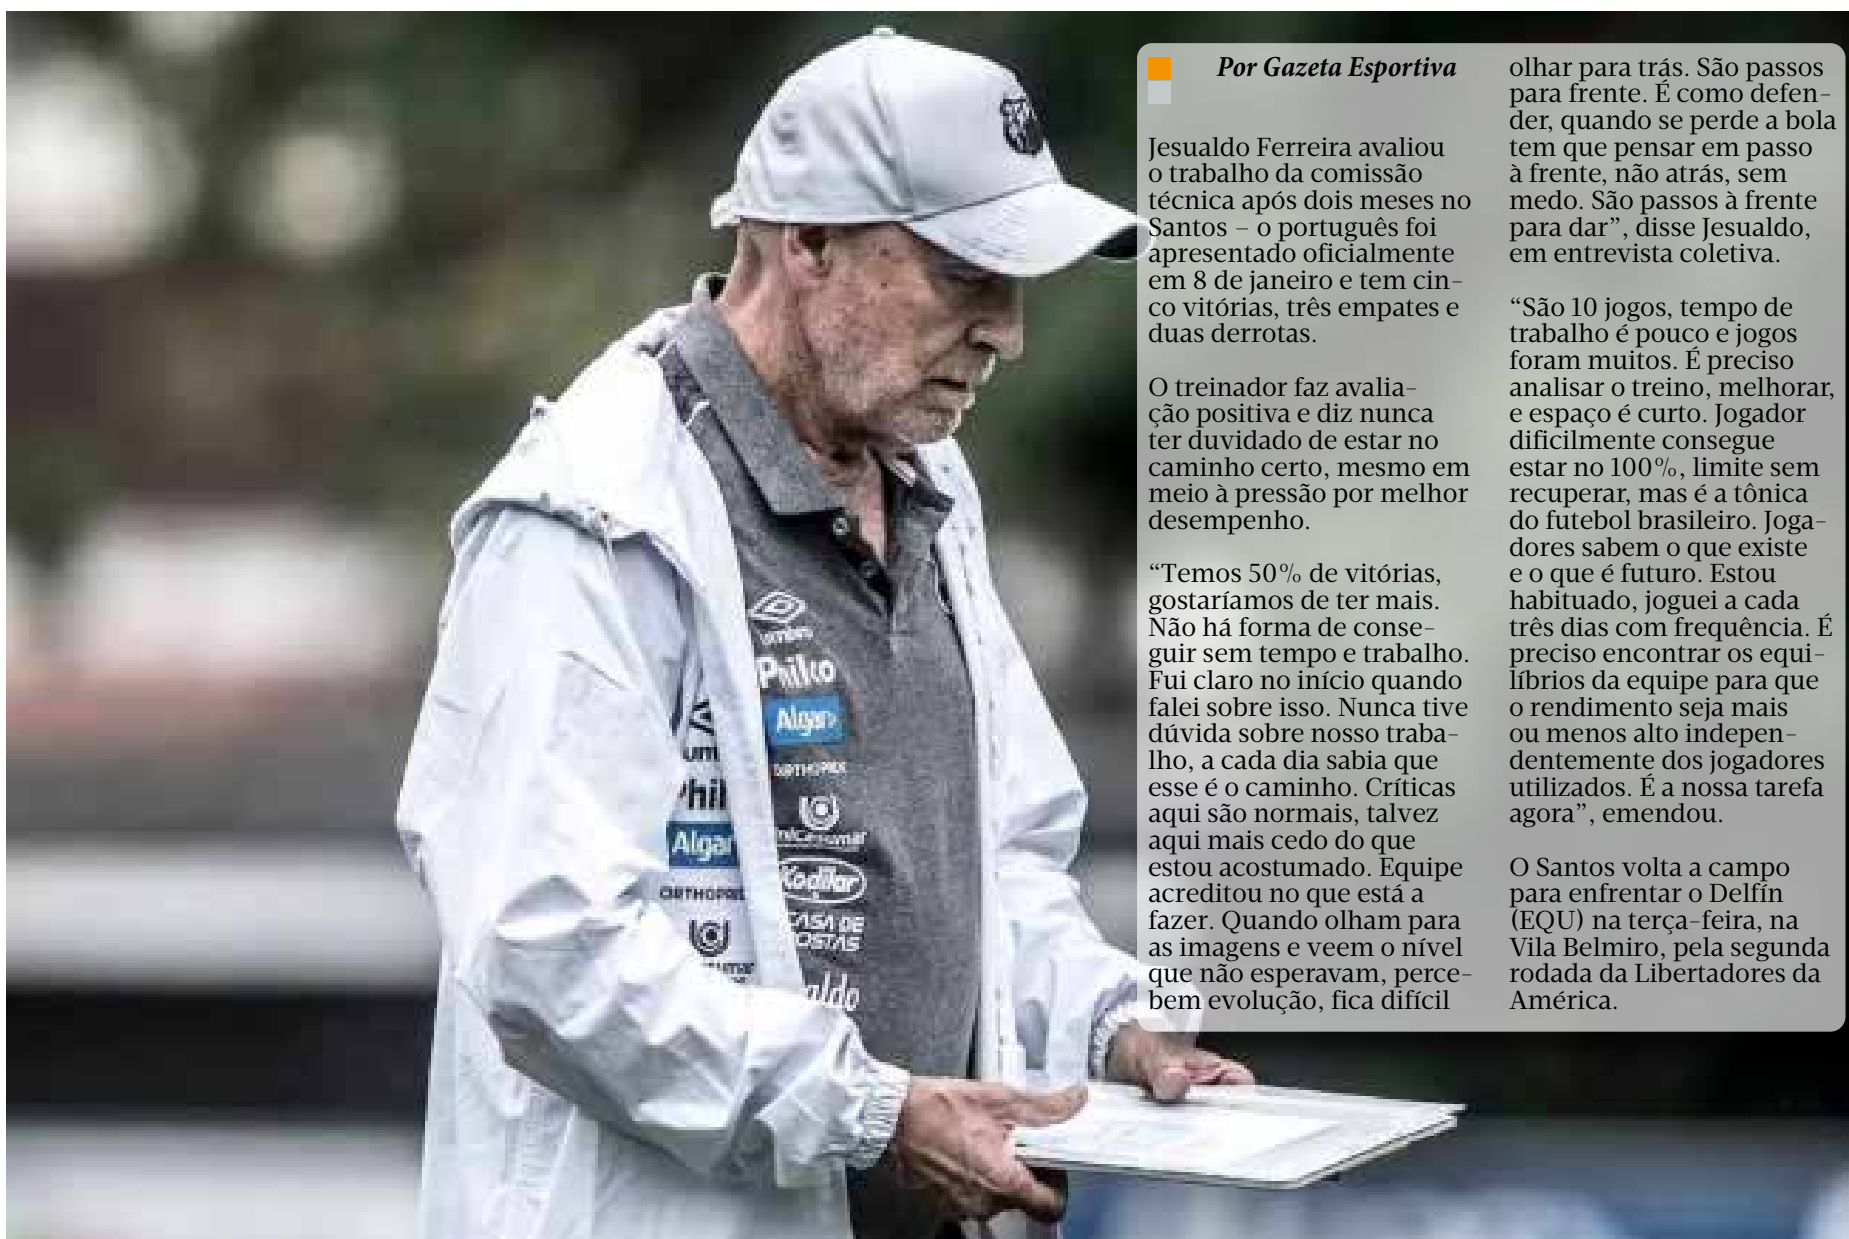 Por Gazeta Esportiva
Jesualdo Ferreira avaliou
o trabalho da comissão
técnica após dois meses no
Santos – o português foi
apresentado oficialmente
em 8 de janeiro e tem cin-
co vitórias, três empates e
duas derrotas.
O treinador faz avalia-
ção positiva e diz nunca
ter duvidado de estar no
caminho certo, mesmo em
meio à pressão por melhor
desempenho.
“Temos 50% de vitórias,
gostaríamos de ter mais.
Não há forma de conse-
guir sem tempo e trabalho.
Fui claro no início quando
falei sobre isso. Nunca tive
dúvida sobre nosso traba-
lho, a cada dia sabia que
esse é o caminho. Críticas
aqui são normais, talvez
aqui mais cedo do que
estou acostumado. Equipe
acreditou no que está a
fazer. Quando olham para
as imagens e veem o nível
que não esperavam, perce-
bem evolução, fica difícil
olhar para trás. São passos
para frente. É como defen-
der, quando se perde a bola
tem que pensar em passo
à frente, não atrás, sem
medo. São passos à frente
para dar”, disse Jesualdo,
em entrevista coletiva.
“São 10 jogos, tempo de
trabalho é pouco e jogos
foram muitos. É preciso
analisar o treino, melhorar,
e espaço é curto. Jogador
dificilmente consegue
estar no 100%, limite sem
recuperar, mas é a tônica
do futebol brasileiro. Joga-
dores sabem o que existe
e o que é futuro. Estou
habituado, joguei a cada
três dias com frequência. É
preciso encontrar os equi-
líbrios da equipe para que
o rendimento seja mais
ou menos alto indepen-
dentemente dos jogadores
utilizados. É a nossa tarefa
agora”, emendou.
O Santos volta a campo
para enfrentar o Delfín
(EQU) na terça-feira, na
Vila Belmiro, pela segunda
rodada da Libertadores da
América.
Philco
Algar
ORTHOPRIDE
Kodilar
CASA DE
Phil
Algar
ORTHOPRIDE